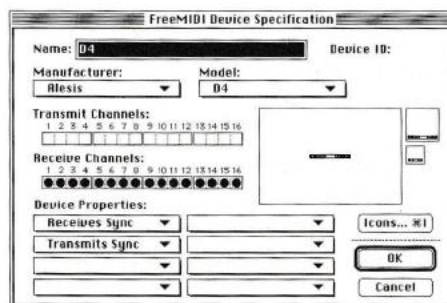 FreeMIDI Device Specification
Name: D4 Device ID:
Manufacturer: Model:
Alesis D4
Transmit Channels:
1 2 3 4 5 6 7 8 9 10 11 12 13 14 15 16
Receive Channels:
1 2 3 4 5 6 7 8 9 10 11 12 13 14 15 16
Device Properties:
Receives Sync
Icons... ⌘I
Transmits Sync
OK
Cancel